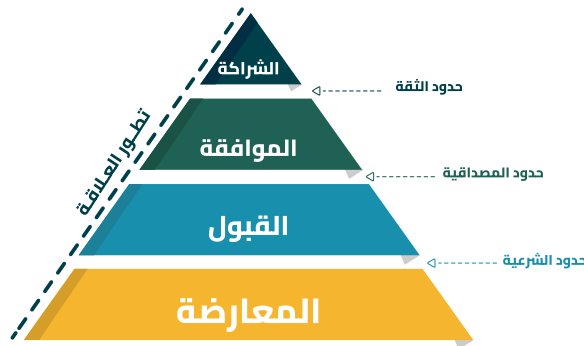 الشراكة
حدود الثقة
تطور العلاقة
الموافقة
حدود المصداقية
القبول
حدود الشرعية
المعارضة